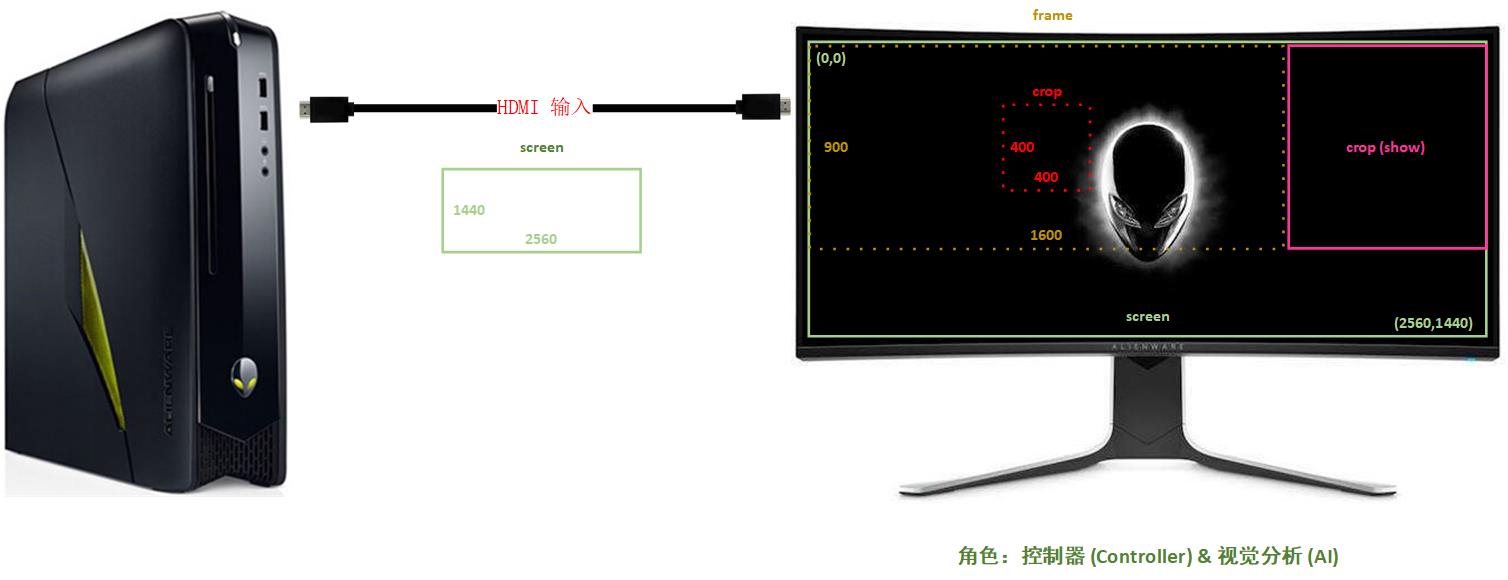 frame
(0,0)
crop
HDMI 输入
900
400
crop (show)
screen
400
1440
2560
1600
screen
(2560,1440)
ALIENWARE
ALIENWARE
角色：控制器 (Controller) & 视觉分析 (AI)